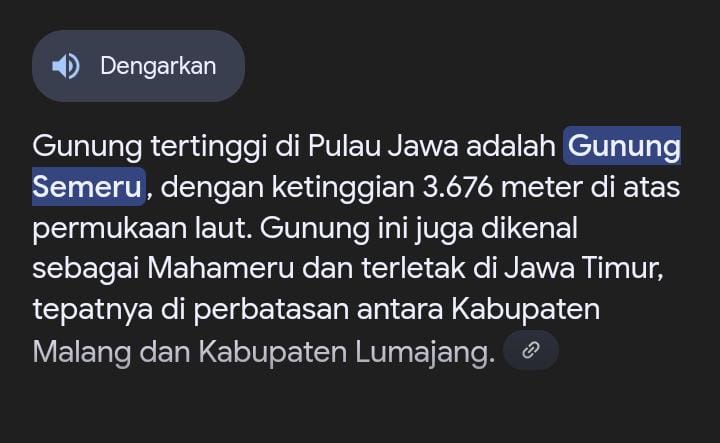 Dengarkan
Gunung tertinggi di Pulau Jawa adalah Gunung
Semeru, dengan ketinggian 3.676 meter di atas
permukaan laut. Gunung ini juga dikenal
sebagai Mahameru dan terletak di Jawa Timur,
tepatnya di perbatasan antara Kabupaten
Malang dan Kabupaten Lumajang.